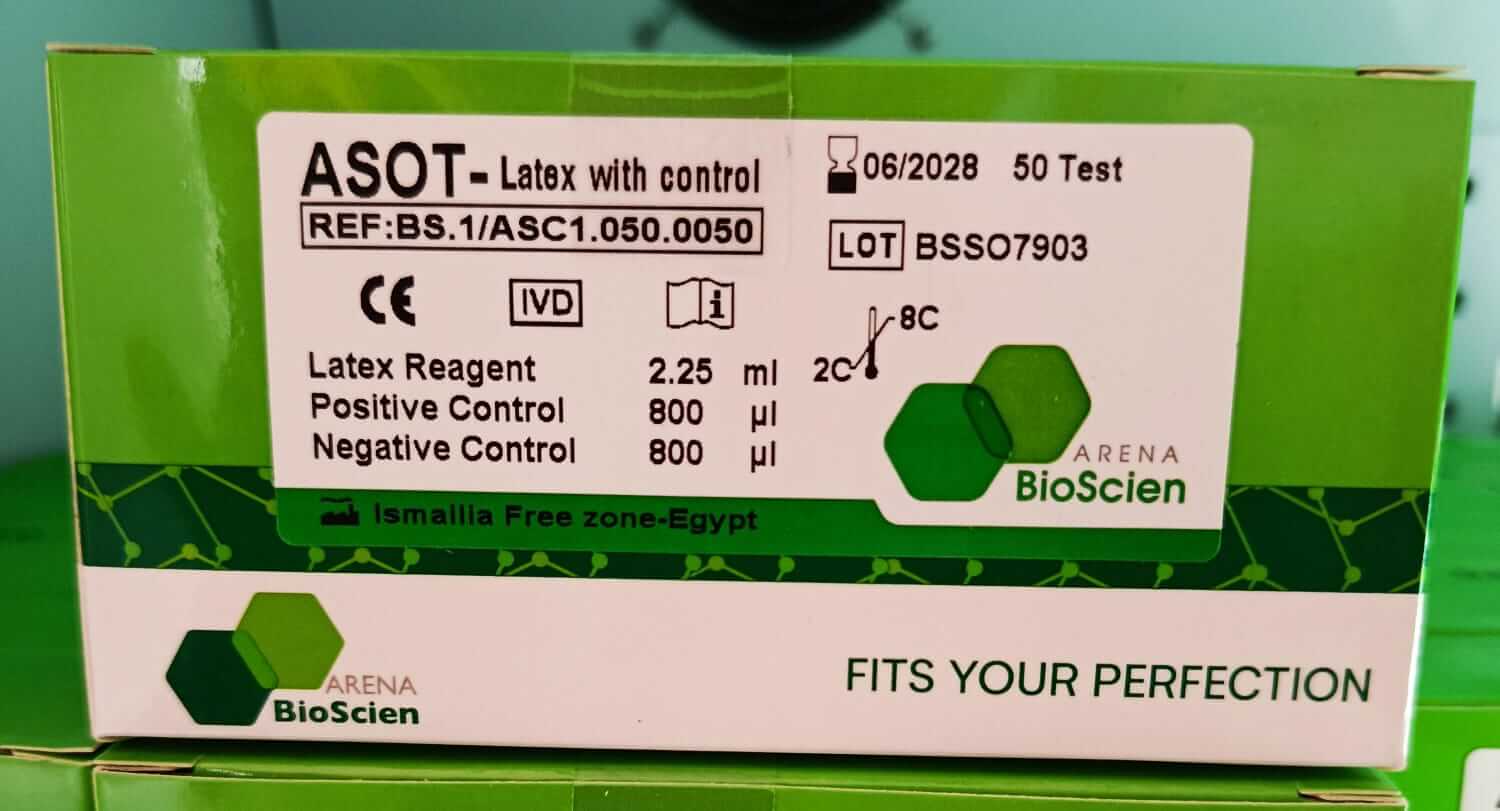 ASOT- Latex with control
REF:BS.1/ASC1.050.0050
06/2028 50 Test
LOT BSSO7903
CE IVD i
8C
2C
Latex Reagent 2.25 ml
Positive Control 800 µl
Negative Control 800 µl
ARENA
BioScien
Ismailia Free zone-Egypt
ARENA
BioScien
FITS YOUR PERFECTION